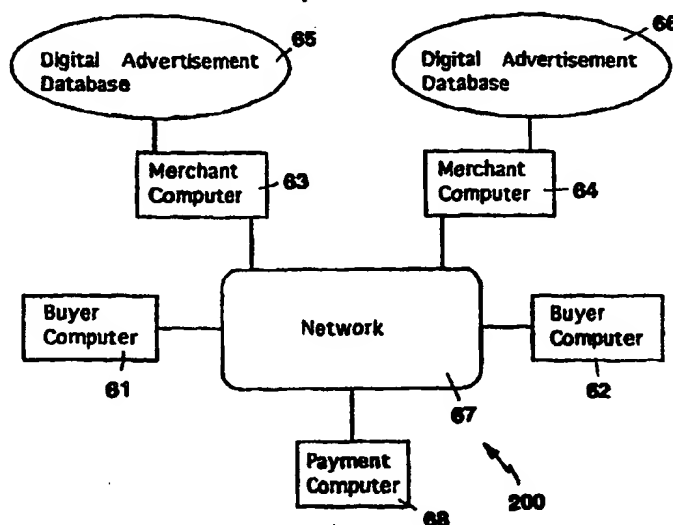 65
66
Digital Advertisement
Database
Digital Advertisement
Database
Merchant
Computer
63
Merchant
Computer
64
Buyer
Computer
61
Network
67
Buyer
Computer
62
Payment
Computer
68
200